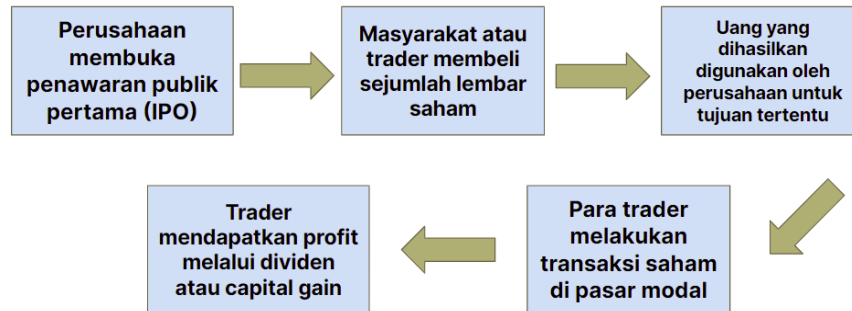 Perusahaan
membuka
penawaran publik
pertama (IPO)
Masyarakat atau
trader membeli
sejumlah lembar
saham
Uang yang
dihasilkan
digunakan oleh
perusahaan untuk
tujuan tertentu
Para trader
melakukan
transaksi saham
di pasar modal
Trader
mendapatkan profit
melalui dividen
atau capital gain